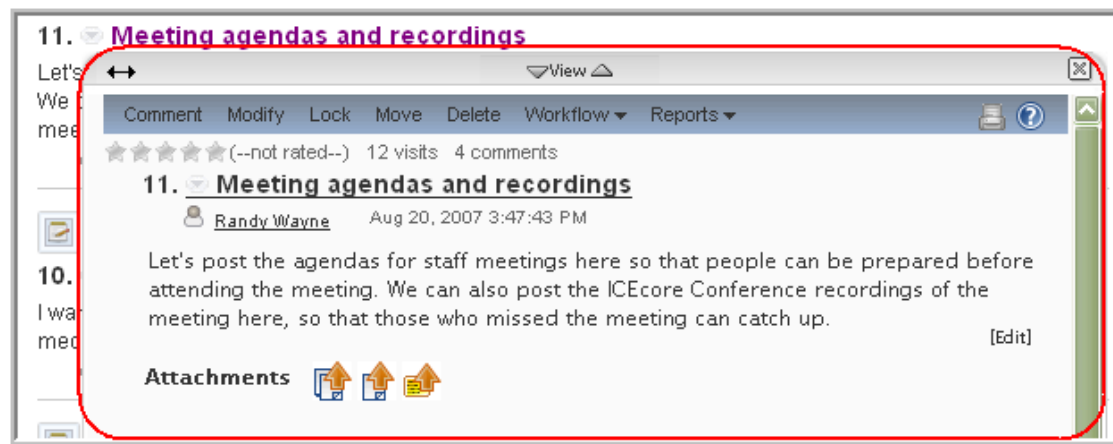 11. Meeting agendas and recordings
Let's
View
We
mee
Comment Modify Lock Move Delete Workflow Reports
(--not rated--) 12 visits 4 comments
11. Meeting agendas and recordings
Randy Wayne Aug 20, 2007 3:47:43 PM
Let's post the agendas for staff meetings here so that people can be prepared before
attending the meeting. We can also post the ICEcore Conference recordings of the
meeting here, so that those who missed the meeting can catch up.
[Edit]
10.
I wa
med
Attachments